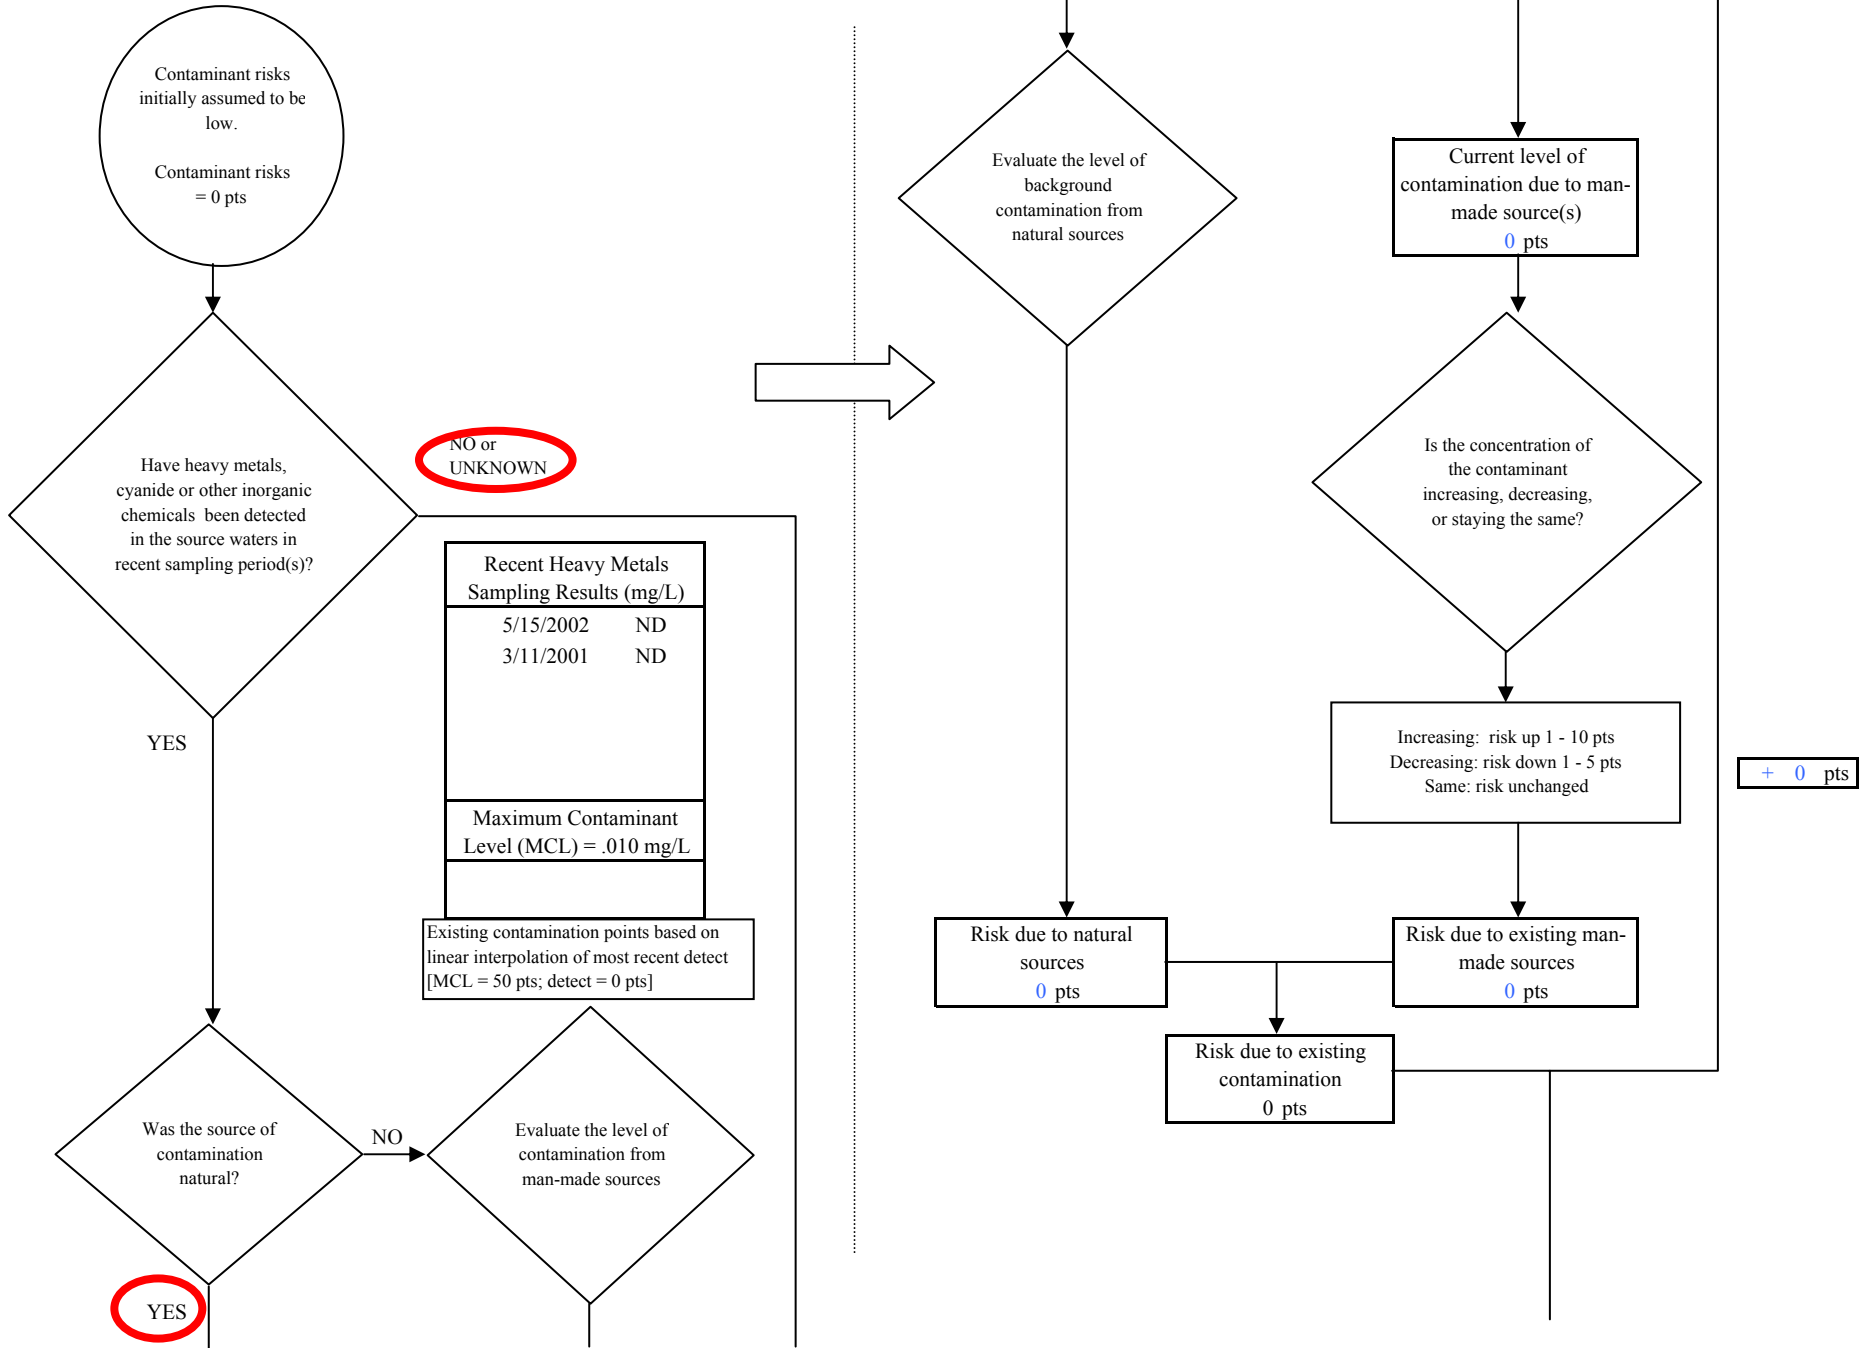 Contaminant risks
initially assumed to be
low.
Contaminant risks
= 0 pts
Have heavy metals,
cyanide or other inorganic
chemicals been detected
in the source waters in
recent sampling period(s)?
NO or
UNKNOWN
YES
Recent Heavy Metals
Sampling Results (mg/L)
5/15/2002 ND
3/11/2001 ND
Maximum Contaminant
Level (MCL) = .010 mg/L
Existing contamination points based on
linear interpolation of most recent detect
[MCL = 50 pts; detect = 0 pts]
Was the source of
contamination
natural?
NO
Evaluate the level of
contamination from
man-made sources
YES
Evaluate the level of
background
contamination from
natural sources
Current level of
contamination due to man-
made source(s)
0 pts
Is the concentration of
the contaminant
increasing, decreasing,
or staying the same?
Increasing: risk up 1 - 10 pts
Decreasing: risk down 1 - 5 pts
Same: risk unchanged
+ 0 pts
Risk due to natural
sources
0 pts
Risk due to existing man-
made sources
0 pts
Risk due to existing
contamination
0 pts